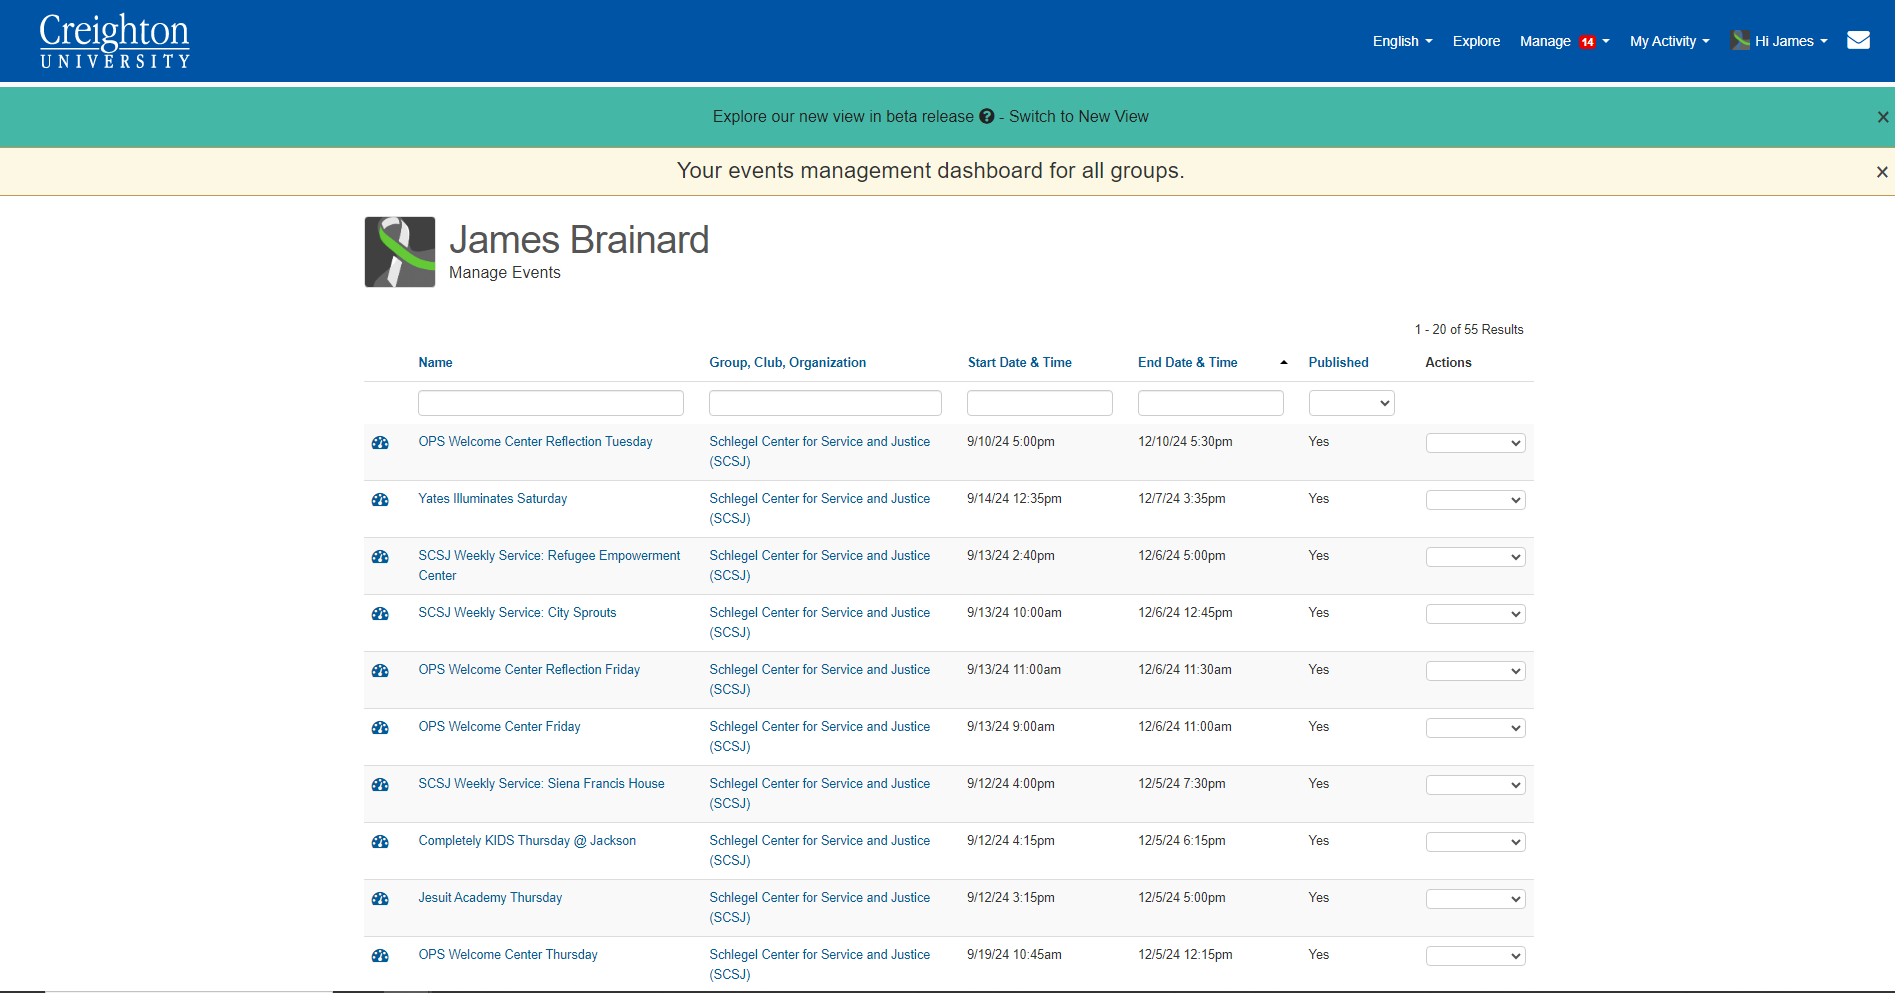 Creighton
UNIVERSITY
English
Explore
Manage 14
My Activity
Hi James
Explore our new view in beta release ? - Switch to New View
×
Your events management dashboard for all groups.
×
James Brainard
Manage Events
1 - 20 of 55 Results
Name Group, Club, Organization Start Date & Time End Date & Time Published Actions
OPS Welcome Center Reflection Tuesday Schlegel Center for Service and Justice 9/10/24 5:00pm 12/10/24 5:30pm Yes
(SCSJ)
Yates Illuminates Saturday Schlegel Center for Service and Justice 9/14/24 12:35pm 12/7/24 3:35pm Yes
(SCSJ)
SCSJ Weekly Service: Refugee Empowerment Schlegel Center for Service and Justice 9/13/24 2:40pm 12/6/24 5:00pm Yes
Center (SCSJ)
SCSJ Weekly Service: City Sprouts Schlegel Center for Service and Justice 9/13/24 10:00am 12/6/24 12:45pm Yes
(SCSJ)
OPS Welcome Center Reflection Friday Schlegel Center for Service and Justice 9/13/24 11:00am 12/6/24 11:30am Yes
(SCSJ)
OPS Welcome Center Friday Schlegel Center for Service and Justice 9/13/24 9:00am 12/6/24 11:00am Yes
(SCSJ)
SCSJ Weekly Service: Siena Francis House Schlegel Center for Service and Justice 9/12/24 4:00pm 12/5/24 7:30pm Yes
(SCSJ)
Completely KIDS Thursday @ Jackson Schlegel Center for Service and Justice 9/12/24 4:15pm 12/5/24 6:15pm Yes
(SCSJ)
Jesuit Academy Thursday Schlegel Center for Service and Justice 9/12/24 3:15pm 12/5/24 5:00pm Yes
(SCSJ)
OPS Welcome Center Thursday Schlegel Center for Service and Justice 9/19/24 10:45am 12/5/24 12:15pm Yes
(SCSJ)